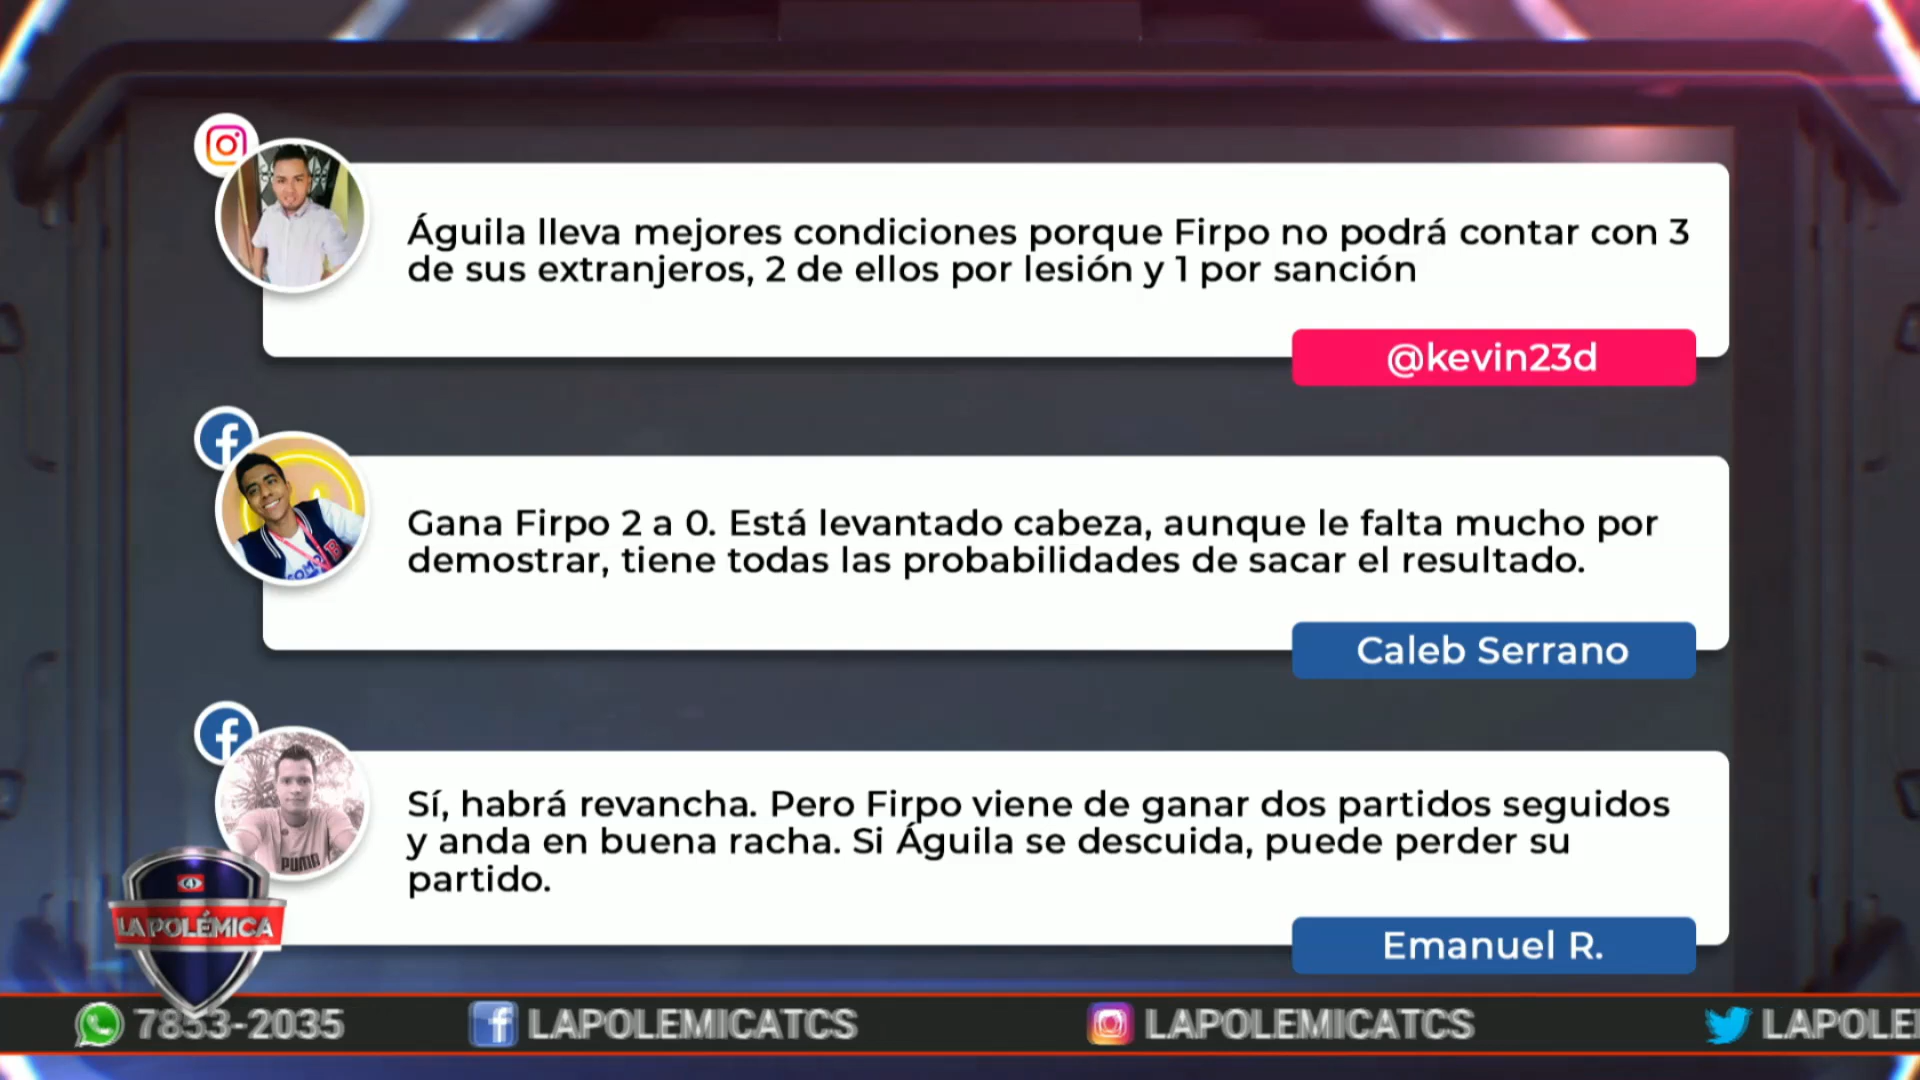 Águila lleva mejores condiciones porque Firpo no podrá contar con 3
de sus extranjeros, 2 de ellos por lesión y 1 por sanción
@kevin23d
Gana Firpo 2 a 0. Está levantado cabeza, aunque le falta mucho por
demostrar, tiene todas las probabilidades de sacar el resultado.
Caleb Serrano
Sí, habrá revancha. Pero Firpo viene de ganar dos partidos seguidos
y anda en buena racha. Si Águila se descuida, puede perder su
partido.
PUMA
Emanuel R.
4
LA POLÉMICA
7853-2035
LAPOLEMICATCS
LAPOLEMICATCS